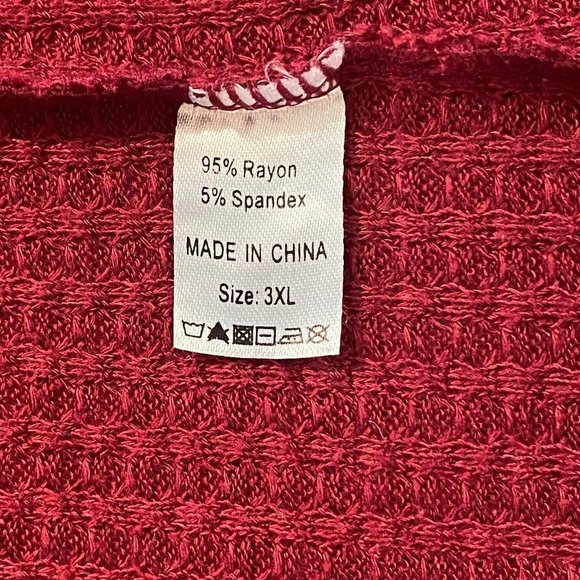 95% Rayon
5% Spandex
MADE IN CHINA
Size: 3XL